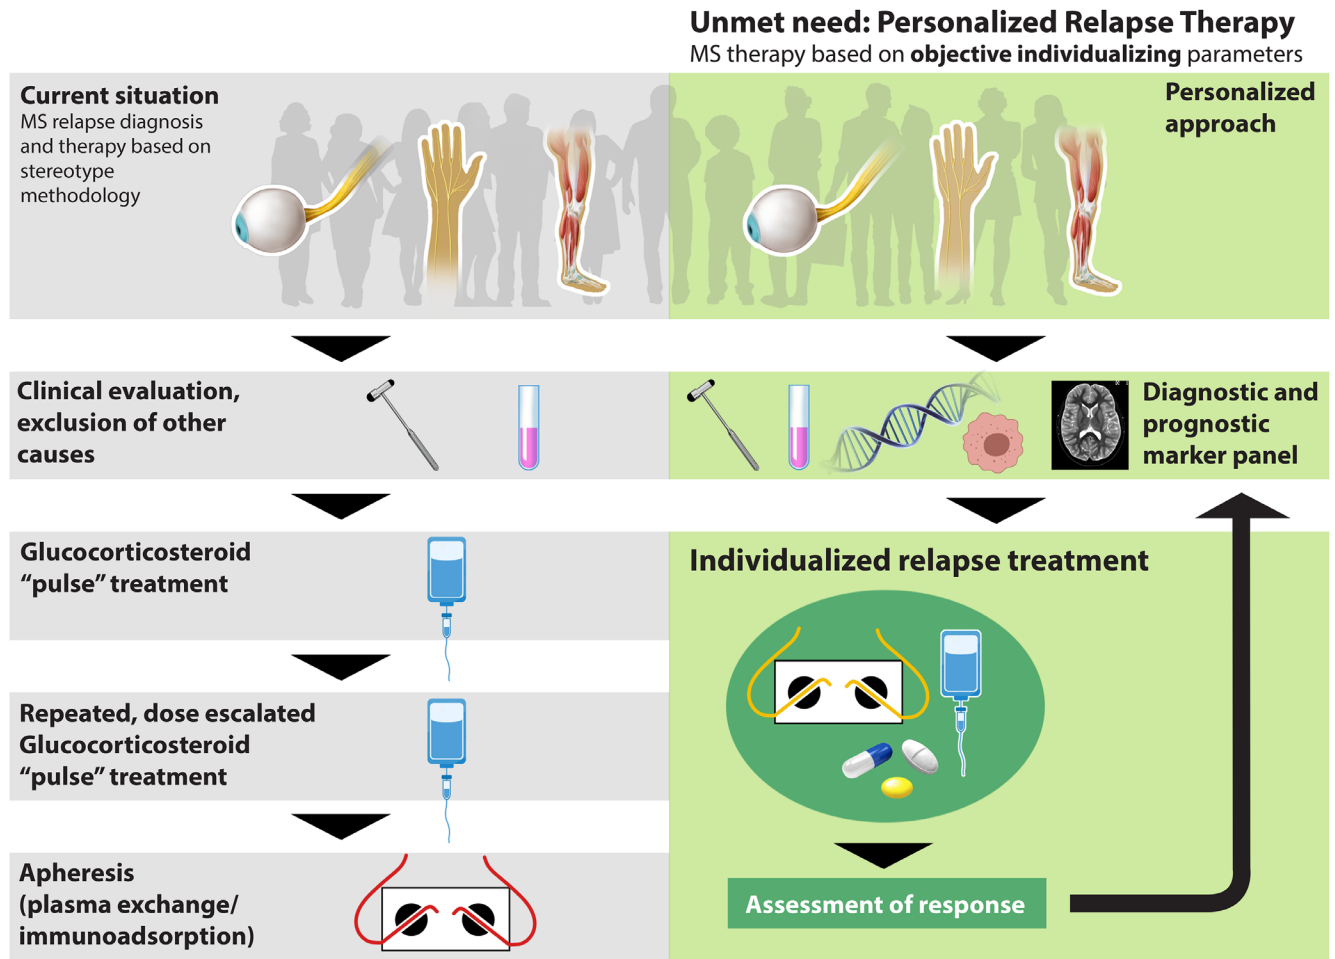 Unmet need: Personalized Relapse Therapy
MS therapy based on objective individualizing parameters
Current situation
MS relapse diagnosis
and therapy based on
stereotype
methodology
Personalized
approach
Clinical evaluation,
exclusion of other
causes
Diagnostic and
prognostic
marker panel
Glucocorticosteroid
“pulse” treatment
Repeated, dose escalated
Glucocorticosteroid
“pulse” treatment
Apheresis
(plasma exchange/
immunoadsorption)
Individualized relapse treatment
Assessment of response